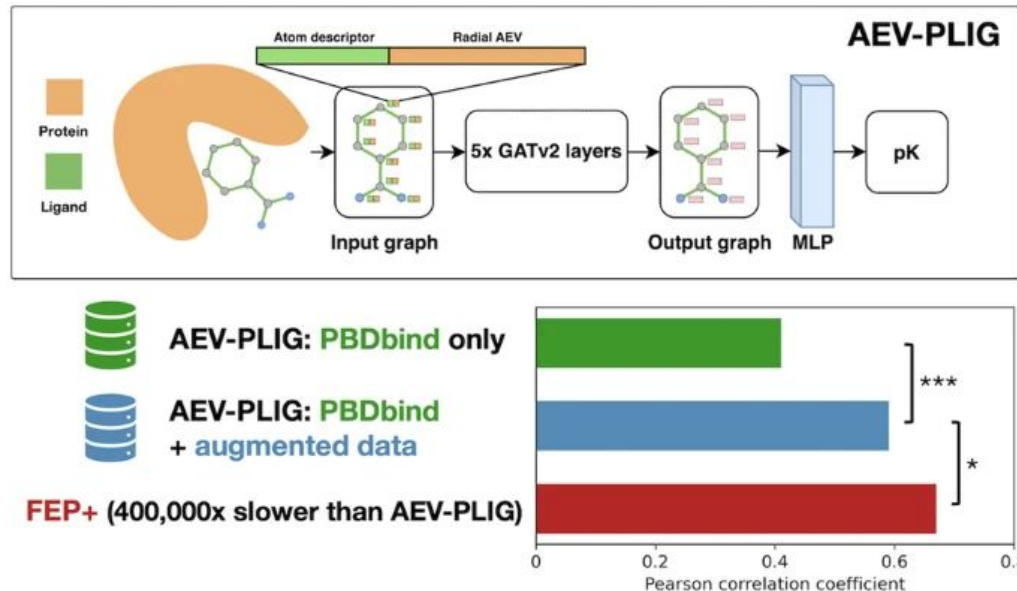 AEV-PLIG
Atom descriptor
Radial AEV
Protein
Ligand
Input graph
5x GATv2 layers
Output graph
MLP
pK
AEV-PLIG: PBDbind only
AEV-PLIG: PBDbind
+ augmented data
FEP+ (400,000x slower than AEV-PLIG)
***
*
0
0.2
0.4
0.6
Pearson correlation coefficient